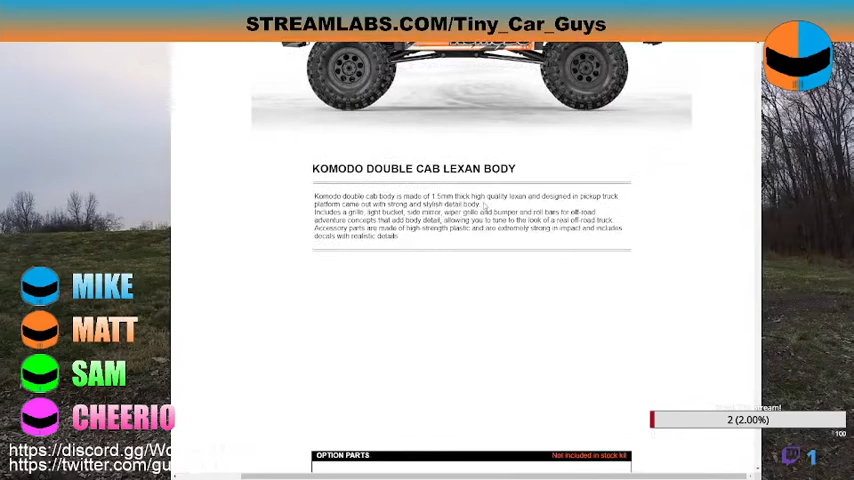 STREAMLABS.COM/Tiny_Car_Guys
KOMODO DOUBLE CAB LEXAN BODY
Komodo double cab body is made of 1.5mm thick high quality lexan and designed in pickup truck
platform came out with strong and stylish detail body.
Includes a grille, light bucket, side mirror, wiper grille and bumper and roll bars for off-road
adventure concepts that add body detail, allowing you to tune to the look of a real off-road truck
Accessory parts are made of high-strength plastic and are extremely strong in impact and includes
decals with realistic details
MIKE
MATT
SAM
CHEERIO
stream!
2 (2.00%)
100
https://discord.gg/
https://twitter.com/
1
OPTION PARTS
Not included in stock kit